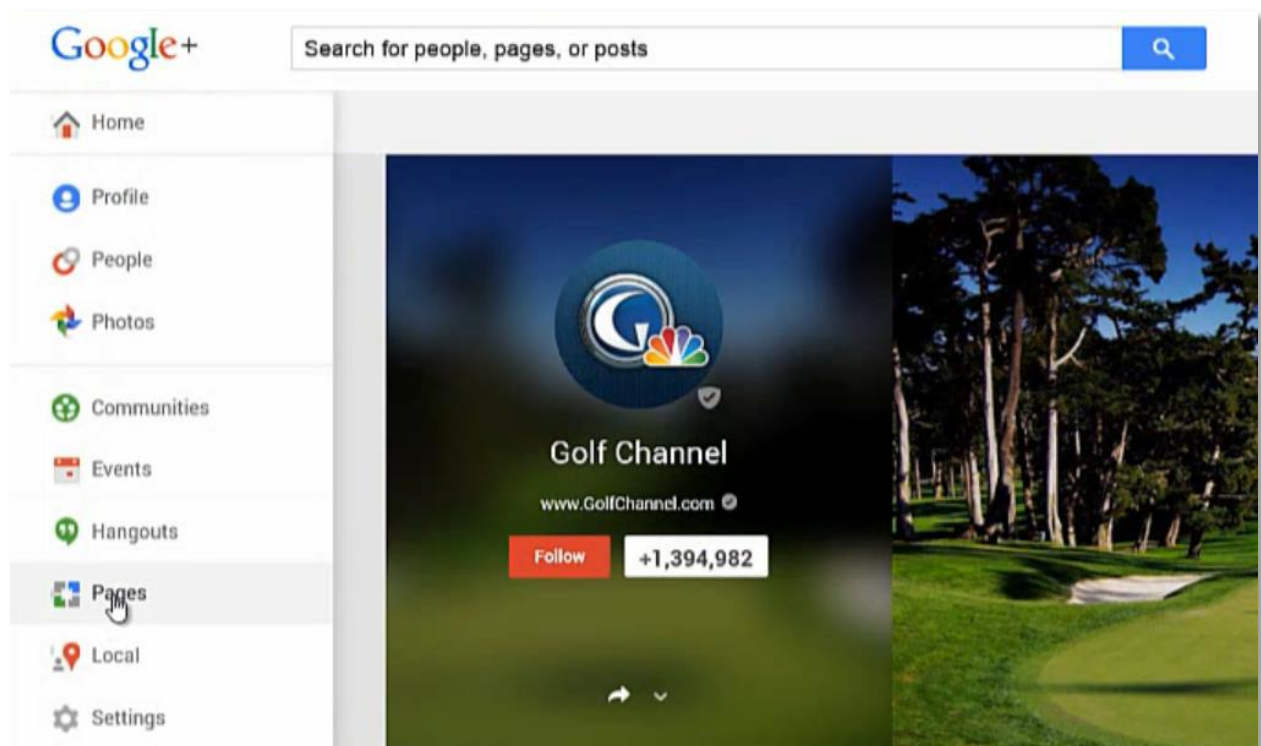 Google+
Search for people, pages, or posts
Home
Profile
People
Photos
Communities
Events
Hangouts
Pages
Local
Settings
Golf Channel
www.GolfChannel.com
Follow
+1,394,982